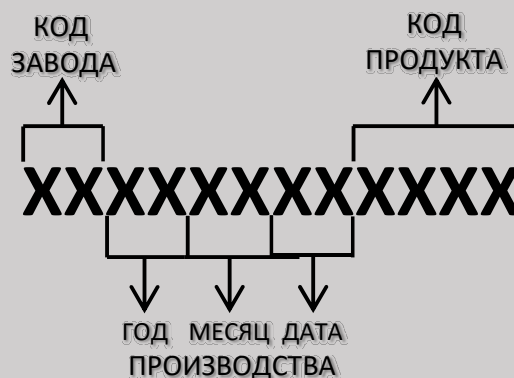 КОД
ЗАВОДА
КОД
ПРОДУКТА
XXXXXXXXXXXX
ГОД МЕСЯЦ ДАТА
ПРОИЗВОДСТВА